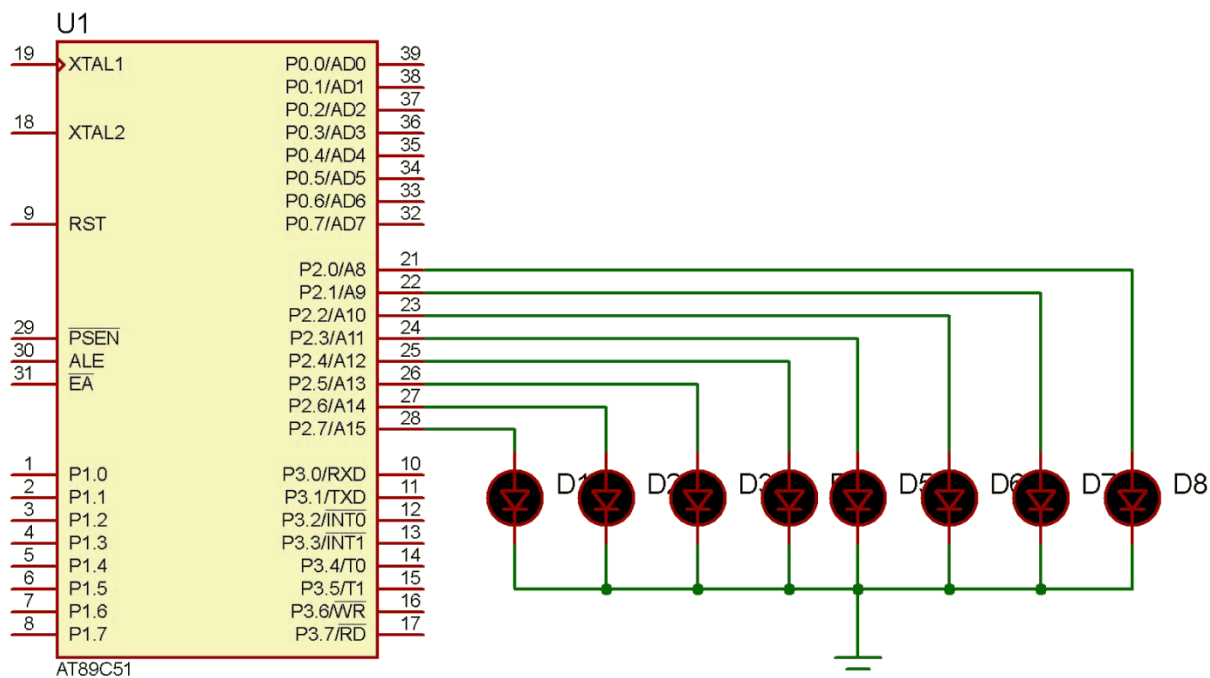 U1
19 XTAL1 P0.0/AD0 39
P0.1/AD1 38
P0.2/AD2 37
18 XTAL2 P0.3/AD3 36
P0.4/AD4 35
P0.5/AD5 34
P0.6/AD6 33
9 RST P0.7/AD7 32
P2.0/A8 21
P2.1/A9 22
P2.2/A10 23
29 PSEN P2.3/A11 24
30 ALE P2.4/A12 25
31 EA P2.5/A13 26
P2.6/A14 27
P2.7/A15 28
1 P1.0 P3.0/RXD 10
2 P1.1 P3.1/TXD 11
3 P1.2 P3.2/INT0 12
4 P1.3 P3.3/INT1 13
5 P1.4 P3.4/T0 14
6 P1.5 P3.5/T1 15
7 P1.6 P3.6/WR 16
8 P1.7 P3.7/RD 17
D1 D2 D3 D5 D6 D7 D8
AT89C51